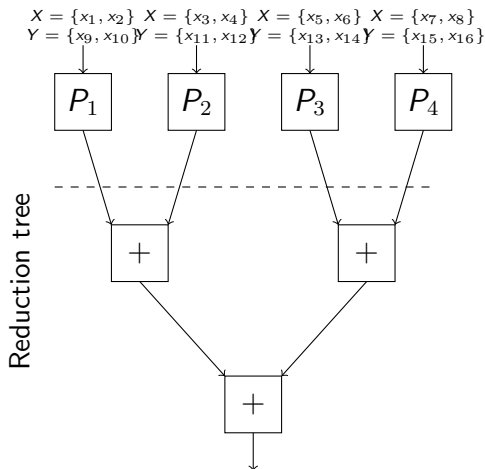 X = {x₁, x₂} X = {x₃, x₄} X = {x₅, x₆} X = {x₇, x₈}
Y = {x₉, x₁₀} Y = {x₁₁, x₁₂} Y = {x₁₃, x₁₄} Y = {x₁₅, x₁₆}
P₁ P₂ P₃ P₄
Reduction tree
+ +
+